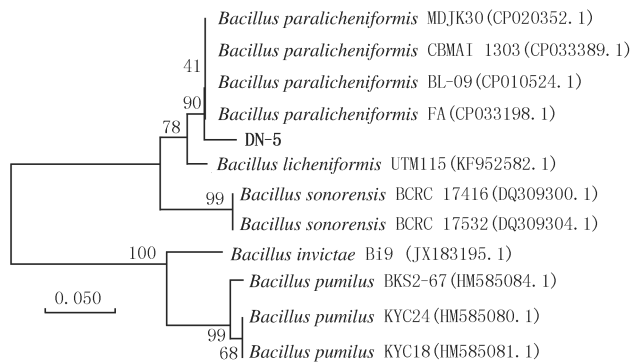 Bacillus paralicheniformis MDJK30(CP020352.1)
Bacillus paralicheniformis CBMAI 1303(CP033389.1)
41
Bacillus paralicheniformis BL-09(CP010524.1)
90
Bacillus paralicheniformis FA(CP033198.1)
78
DN-5
Bacillus licheniformis UTM115(KF952582.1)
99
Bacillus sonorensis BCRC 17416(DQ309300.1)
Bacillus sonorensis BCRC 17532(DQ309304.1)
100
Bacillus invictae Bi9 (JX183195.1)
Bacillus pumilus BKS2-67(HM585084.1)
0.050
Bacillus pumilus KYC24(HM585080.1)
99
68
Bacillus pumilus KYC18(HM585081.1)